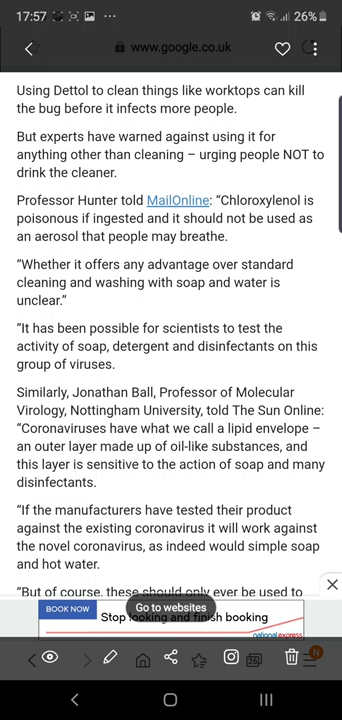 17:57
26%
www.google.co.uk
Using Dettol to clean things like worktops can kill
the bug before it infects more people.
But experts have warned against using it for
anything other than cleaning – urging people NOT to
drink the cleaner.
Professor Hunter told MailOnline: “Chloroxylenol is
poisonous if ingested and it should not be used as
an aerosol that people may breathe.
“Whether it offers any advantage over standard
cleaning and washing with soap and water is
unclear.”
“It has been possible for scientists to test the
activity of soap, detergent and disinfectants on this
group of viruses.
Similarly, Jonathan Ball, Professor of Molecular
Virology, Nottingham University, told The Sun Online:
“Coronaviruses have what we call a lipid envelope –
an outer layer made up of oil-like substances, and
this layer is sensitive to the action of soap and many
disinfectants.
“If the manufacturers have tested their product
against the existing coronavirus it will work against
the novel coronavirus, as indeed would simple soap
and hot water.
“But of course, these should only ever be used to
BOOK NOW
Go to websites
Stop looking and finish booking
national express
26
N